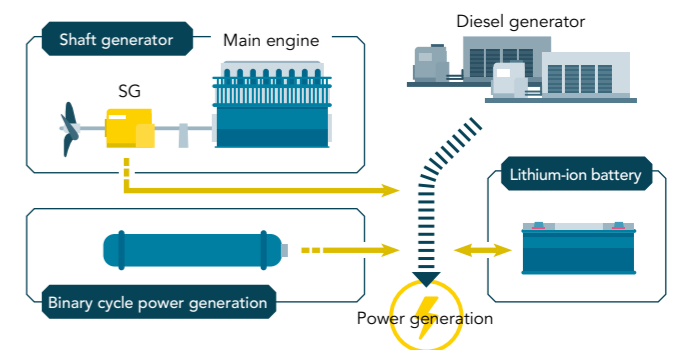 Shaft generator
Main engine
SG
Diesel generator
Lithium-ion battery
Binary cycle power generation
Power generation